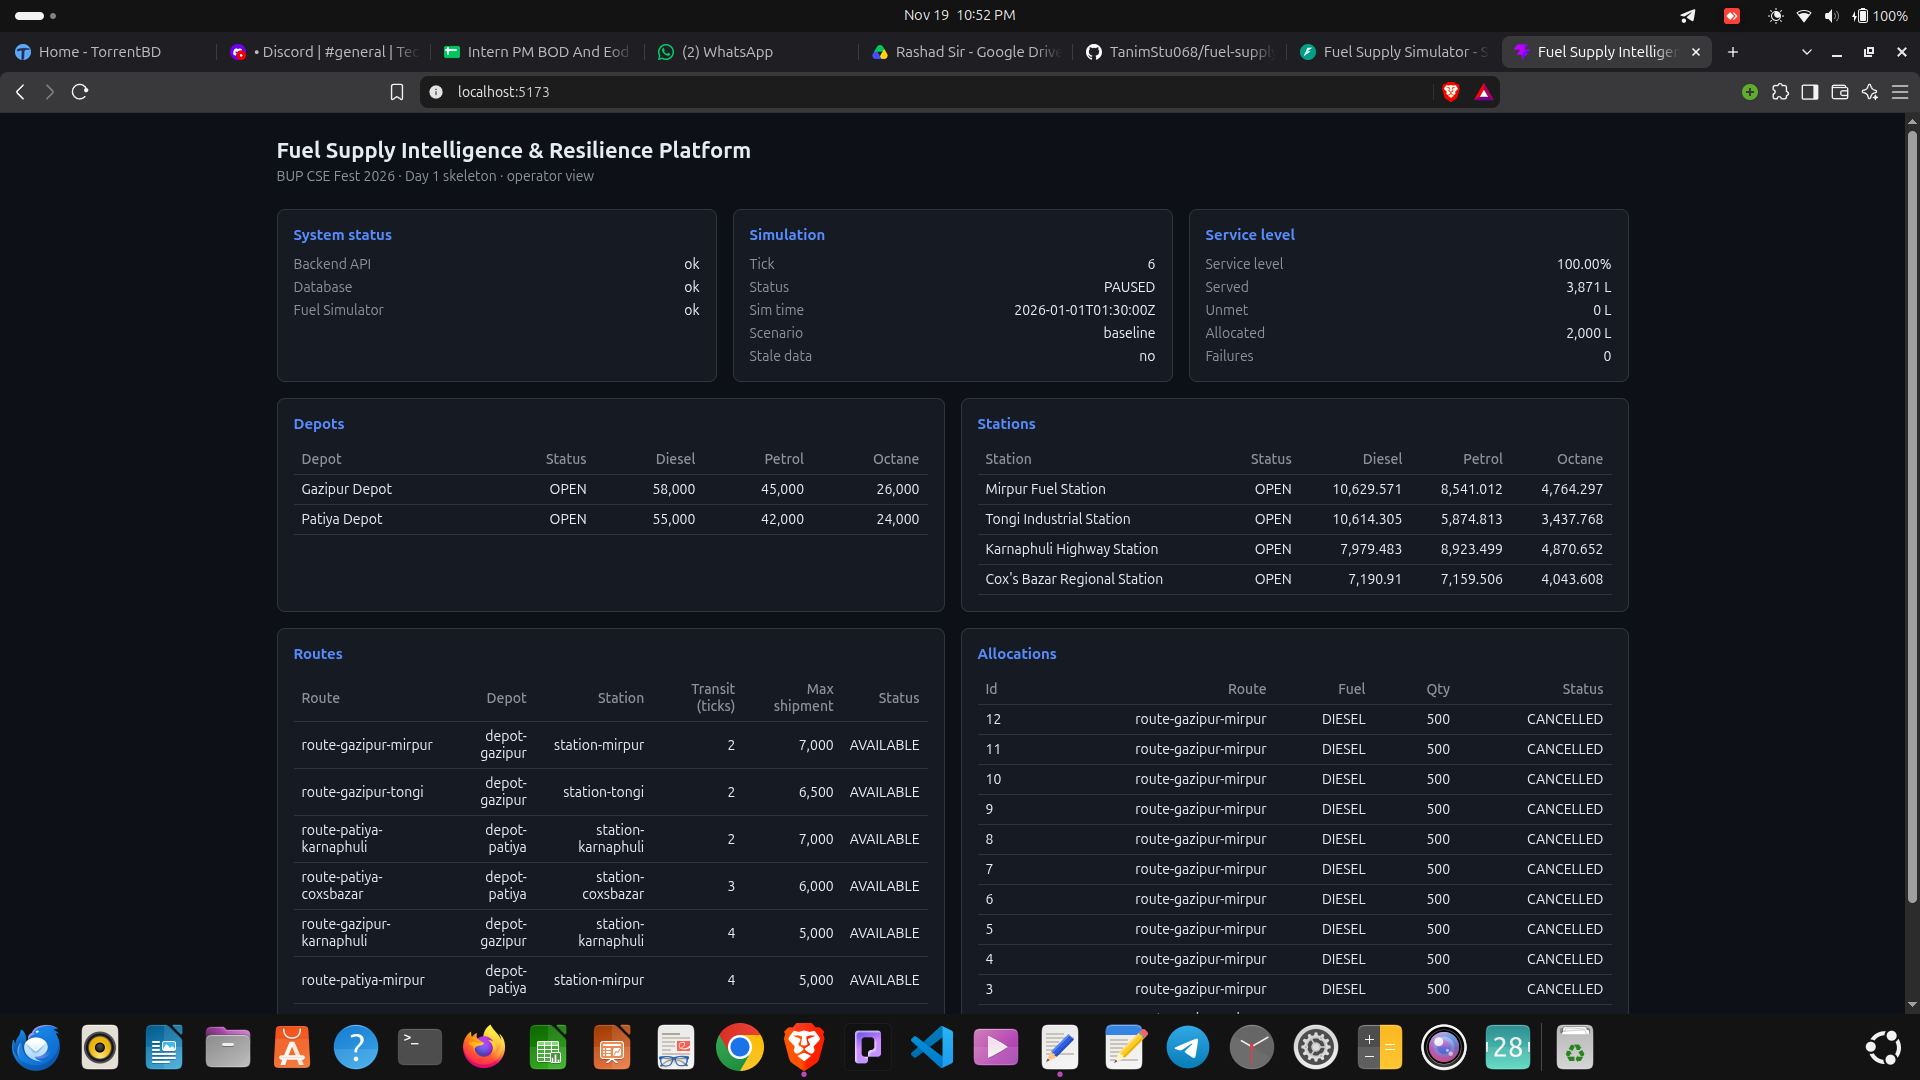 Nov 19 10:52 PM
100%
Home - TorrentBD
• Discord | #general | Tec
Intern PM BOD And Eod
(2) WhatsApp
Rashad Sir - Google Drive
TanimStu068/fuel-supply
Fuel Supply Simulator - S
Fuel Supply Intelligen
localhost:5173
Fuel Supply Intelligence & Resilience Platform
BUP CSE Fest 2026 · Day 1 skeleton · operator view
System status
Backend API ok
Database ok
Fuel Simulator ok
Simulation
Tick 6
Status PAUSED
Sim time 2026-01-01T01:30:00Z
Scenario baseline
Stale data no
Service level
Service level 100.00%
Served 3,871 L
Unmet 0 L
Allocated 2,000 L
Failures 0
Depots
Depot Status Diesel Petrol Octane
Gazipur Depot OPEN 58,000 45,000 26,000
Patiya Depot OPEN 55,000 42,000 24,000
Stations
Station Status Diesel Petrol Octane
Mirpur Fuel Station OPEN 10,629.571 8,541.012 4,764.297
Tongi Industrial Station OPEN 10,614.305 5,874.813 3,437.768
Karnaphuli Highway Station OPEN 7,979.483 8,923.499 4,870.652
Cox's Bazar Regional Station OPEN 7,190.91 7,159.506 4,043.608
Routes
Route Depot Station Transit (ticks) Max shipment Status
route-gazipur-mirpur depot-gazipur station-mirpur 2 7,000 AVAILABLE
route-gazipur-tongi depot-gazipur station-tongi 2 6,500 AVAILABLE
route-patiya-karnaphuli depot-patiya station-karnaphuli 2 7,000 AVAILABLE
route-patiya-coxsbazar depot-patiya station-coxsbazar 3 6,000 AVAILABLE
route-gazipur-karnaphuli depot-gazipur station-karnaphuli 4 5,000 AVAILABLE
route-patiya-mirpur depot-patiya station-mirpur 4 5,000 AVAILABLE
Allocations
Id Route Fuel Qty Status
12 route-gazipur-mirpur DIESEL 500 CANCELLED
11 route-gazipur-mirpur DIESEL 500 CANCELLED
10 route-gazipur-mirpur DIESEL 500 CANCELLED
9 route-gazipur-mirpur DIESEL 500 CANCELLED
8 route-gazipur-mirpur DIESEL 500 CANCELLED
7 route-gazipur-mirpur DIESEL 500 CANCELLED
6 route-gazipur-mirpur DIESEL 500 CANCELLED
5 route-gazipur-mirpur DIESEL 500 CANCELLED
4 route-gazipur-mirpur DIESEL 500 CANCELLED
3 route-gazipur-mirpur DIESEL 500 CANCELLED
28